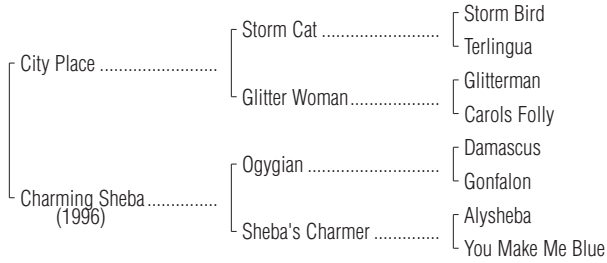 Storm Bird
Storm Cat ........................
Terlingua
City Place ........................
Glitterman
Glitter Woman..................
Carols Folly
Damascus
Ogygian ...........................
Gonfalon
Charming Sheba..............
(1996)
Alysheba
Sheba's Charmer .............
You Make Me Blue